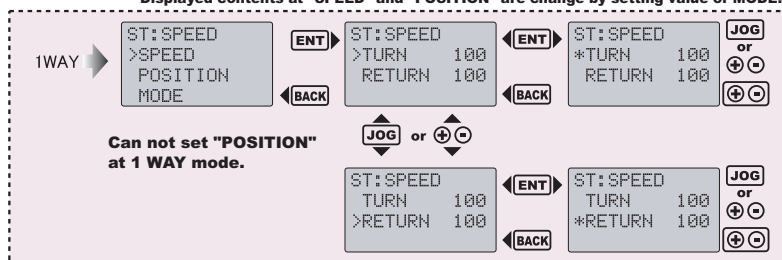 Displayed contents at "SPEED" and "POSITION" are change by setting value of MODE.
1WAY
ST:SPEED
>SPEED
POSITION
MODE
ENT
BACK
ST:SPEED
>TURN 100
RETURN 100
ENT
BACK
ST:SPEED
*TURN 100
RETURN 100
JOG
or
Can not set "POSITION"
at 1 WAY mode.
JOG or
ST:SPEED
TURN 100
>RETURN 100
ENT
BACK
ST:SPEED
TURN 100
*RETURN 100
JOG
or